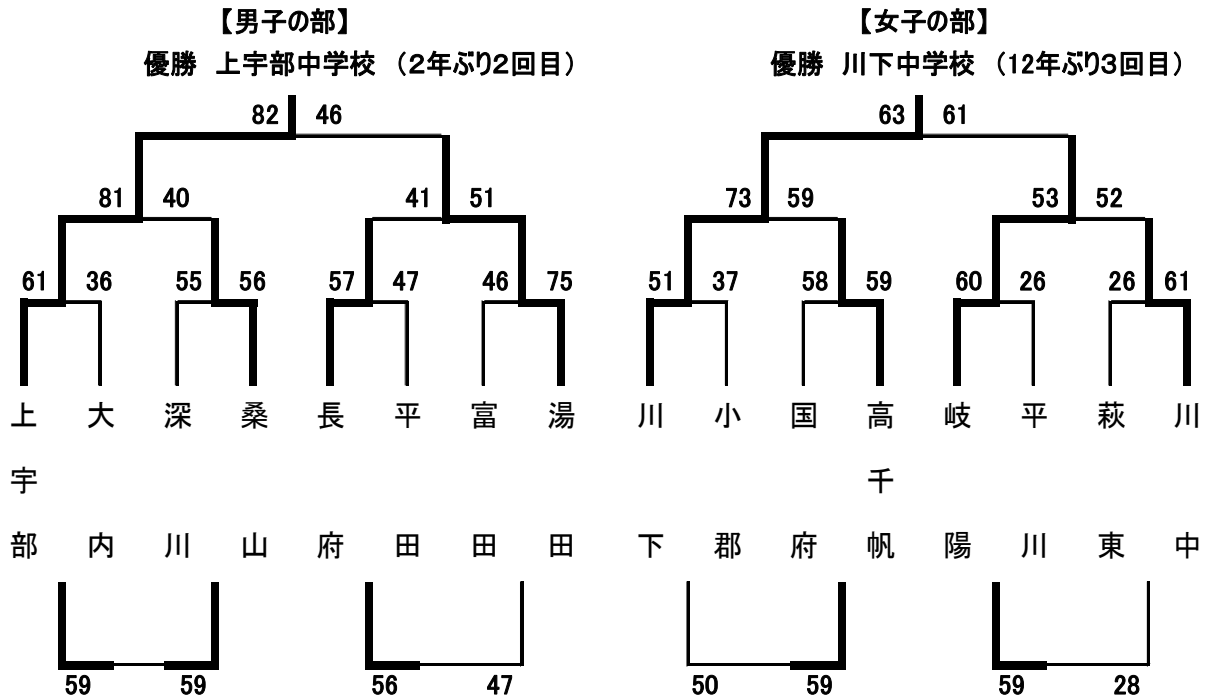 【男子の部】
優勝 上宇部中学校 （2年ぶり2回目）
82 46
81 40 41 51
61 36 55 56 57 47 46 75
上宇部 大内 深川 桑山 長府 平田 富田 湯田
59 59 56 47
【女子の部】
優勝 川下中学校 （12年ぶり3回目）
63 61
73 59 53 52
51 37 58 59 60 26 26 61
川下 小郡 国府 高千帆 岐陽 平川 萩東 川中
50 59 59 28